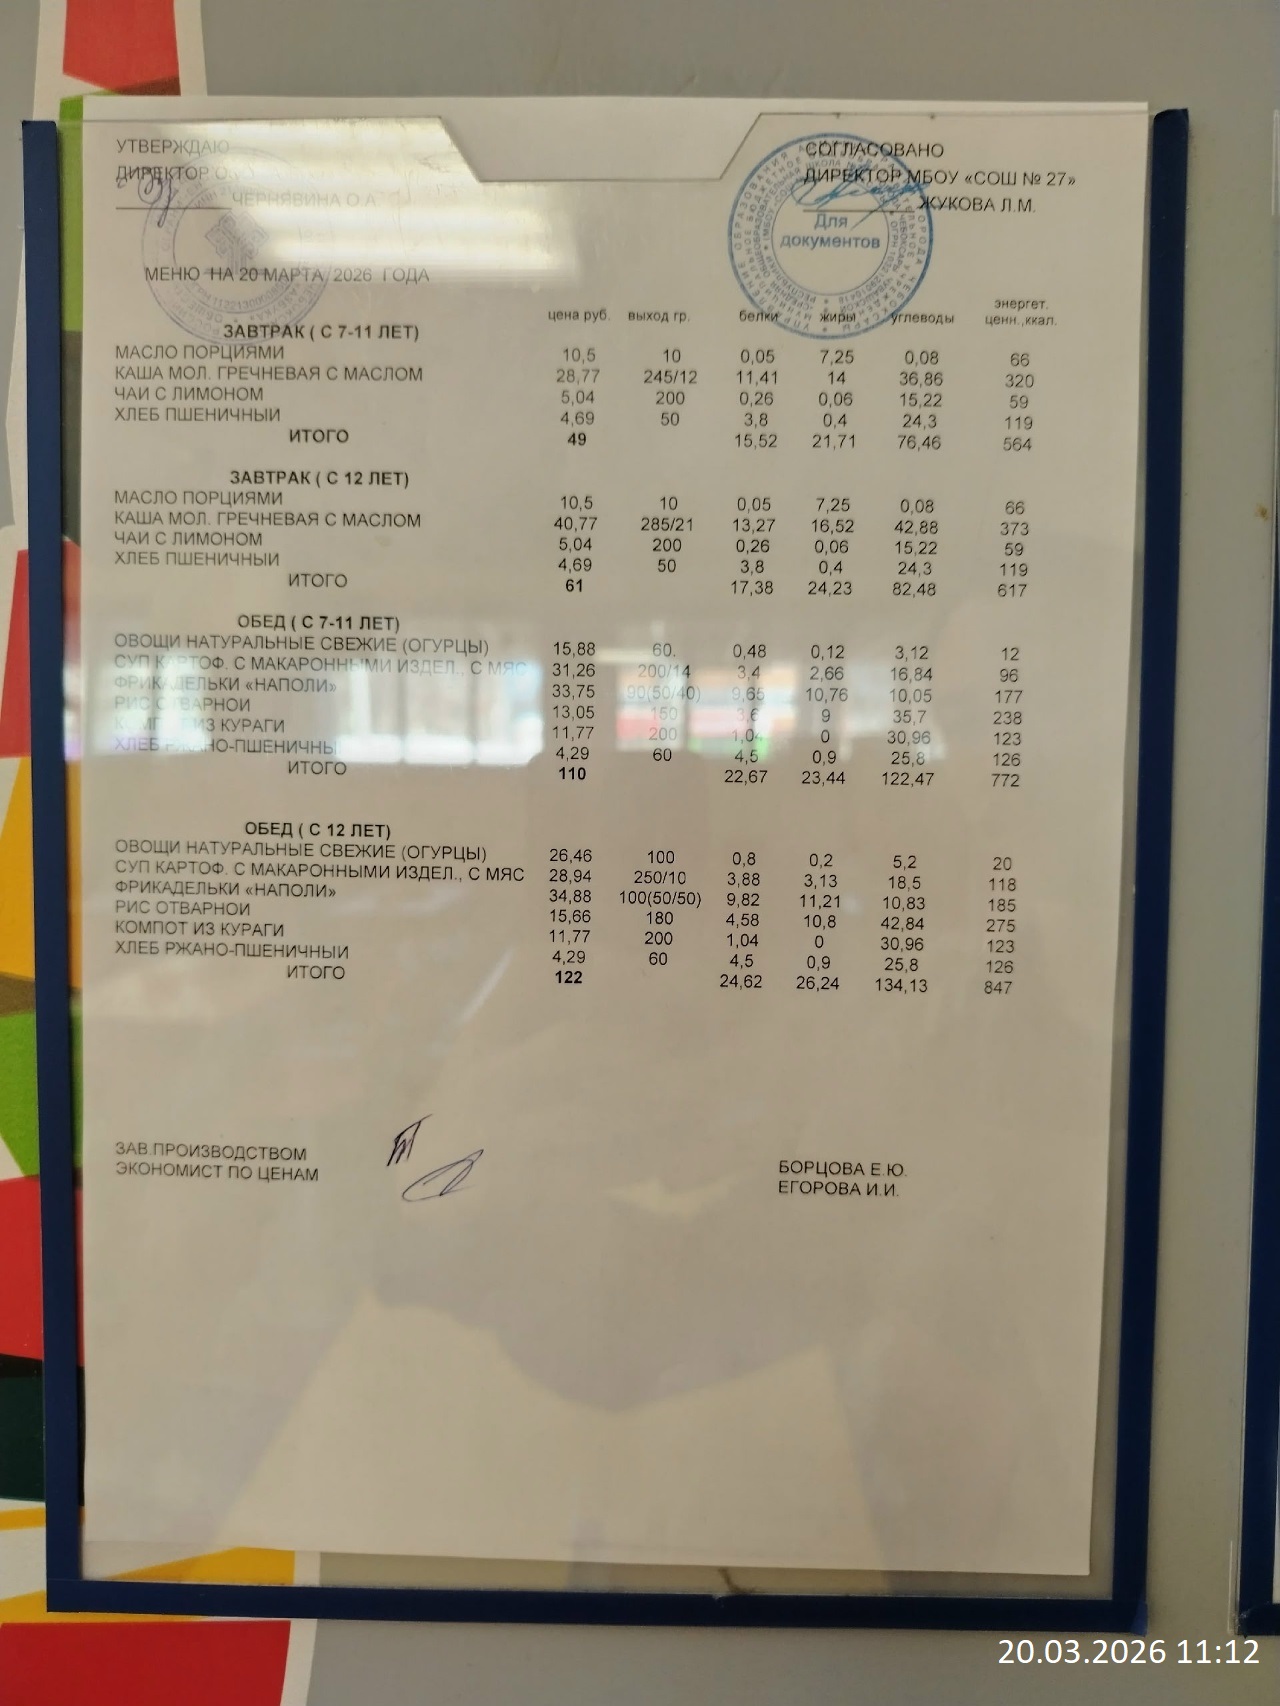 УТВЕРЖДАЮ
ДИРЕКТОР О.
ЧЕРНЯВИНА О.А
СОГЛАСОВАНО
ДИРЕКТОР МБОУ «СОШ № 27»
ЖУКОВА Л.М.
Для
документов
МЕНЮ НА 20 МАРТА 2026 ГОДА
цена руб. выход гр. белки жиры углеводы энергет. ценн.,ккал.
ЗАВТРАК ( С 7-11 ЛЕТ)
МАСЛО ПОРЦИЯМИ 10,5 10 0,05 7,25 0,08 66
КАША МОЛ. ГРЕЧНЕВАЯ С МАСЛОМ 28,77 245/12 11,41 14 36,86 320
ЧАЙ С ЛИМОНОМ 5,04 200 0,26 0,06 15,22 59
ХЛЕБ ПШЕНИЧНЫЙ 4,69 50 3,8 0,4 24,3 119
ИТОГО 49 15,52 21,71 76,46 564
ЗАВТРАК ( С 12 ЛЕТ)
МАСЛО ПОРЦИЯМИ 10,5 10 0,05 7,25 0,08 66
КАША МОЛ. ГРЕЧНЕВАЯ С МАСЛОМ 40,77 285/21 13,27 16,52 42,88 373
ЧАЙ С ЛИМОНОМ 5,04 200 0,26 0,06 15,22 59
ХЛЕБ ПШЕНИЧНЫЙ 4,69 50 3,8 0,4 24,3 119
ИТОГО 61 17,38 24,23 82,48 617
ОБЕД ( С 7-11 ЛЕТ)
ОВОЩИ НАТУРАЛЬНЫЕ СВЕЖИЕ (ОГУРЦЫ) 15,88 60. 0,48 0,12 3,12 12
СУП КАРТОФ. С МАКАРОННЫМИ ИЗДЕЛ., С МЯС 31,26 200/14 3,4 2,66 16,84 96
ФРИКАДЕЛЬКИ «НАПОЛИ» 33,75 90(50/40) 9,65 10,76 10,05 177
РИС ОТВАРНОЙ 13,05 150 3,6 9 35,7 238
КОМПОТ ИЗ КУРАГИ 11,77 200 1,04 0 30,96 123
ХЛЕБ РЖАНО-ПШЕНИЧНЫ 4,29 60 4,5 0,9 25,8 126
ИТОГО 110 22,67 23,44 122,47 772
ОБЕД ( С 12 ЛЕТ)
ОВОЩИ НАТУРАЛЬНЫЕ СВЕЖИЕ (ОГУРЦЫ) 26,46 100 0,8 0,2 5,2 20
СУП КАРТОФ. С МАКАРОННЫМИ ИЗДЕЛ., С МЯС 28,94 250/10 3,88 3,13 18,5 118
ФРИКАДЕЛЬКИ «НАПОЛИ» 34,88 100(50/50) 9,82 11,21 10,83 185
РИС ОТВАРНОЙ 15,66 180 4,58 10,8 42,84 275
КОМПОТ ИЗ КУРАГИ 11,77 200 1,04 0 30,96 123
ХЛЕБ РЖАНО-ПШЕНИЧНЫЙ 4,29 60 4,5 0,9 25,8 126
ИТОГО 122 24,62 26,24 134,13 847
ЗАВ.ПРОИЗВОДСТВОМ БОРЦОВА Е.Ю.
ЭКОНОМИСТ ПО ЦЕНАМ ЕГОРОВА И.И.
20.03.2026 11:12